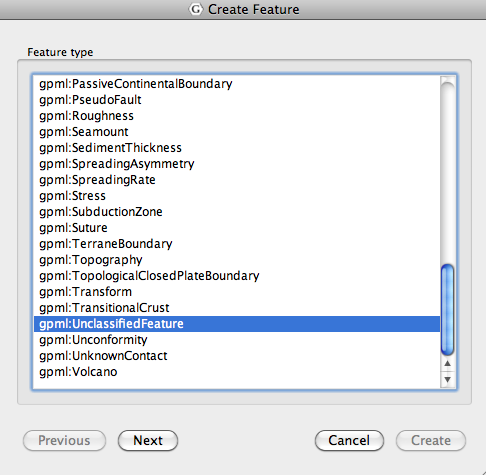 G Create Feature
Feature type
gpml:PassiveContinentalBoundary
gpml:PseudoFault
gpml:Roughness
gpml:Seamount
gpml:SedimentThickness
gpml:SpreadingAsymmetry
gpml:SpreadingRate
gpml:Stress
gpml:SubductionZone
gpml:Suture
gpml:TerraneBoundary
gpml:Topography
gpml:TopologicalClosedPlateBoundary
gpml:Transform
gpml:TransitionalCrust
gpml:UnclassifiedFeature
gpml:Unconformity
gpml:UnknownContact
gpml:Volcano
Previous Next Cancel Create